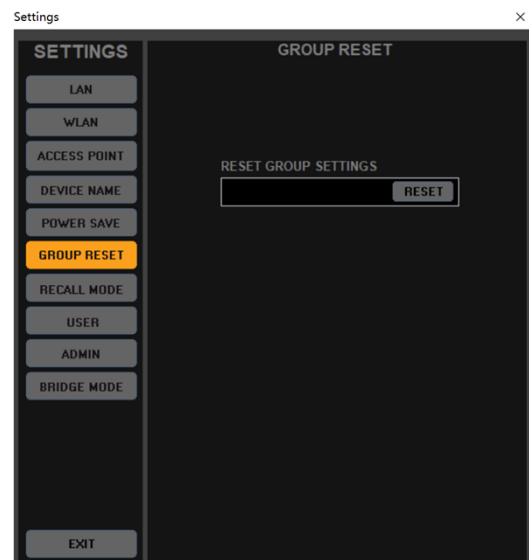 Settings
SETTINGS
LAN
WLAN
ACCESS POINT
DEVICE NAME
POWER SAVE
GROUP RESET
RECALL MODE
USER
ADMIN
BRIDGE MODE
EXIT
GROUP RESET
RESET GROUP SETTINGS
RESET